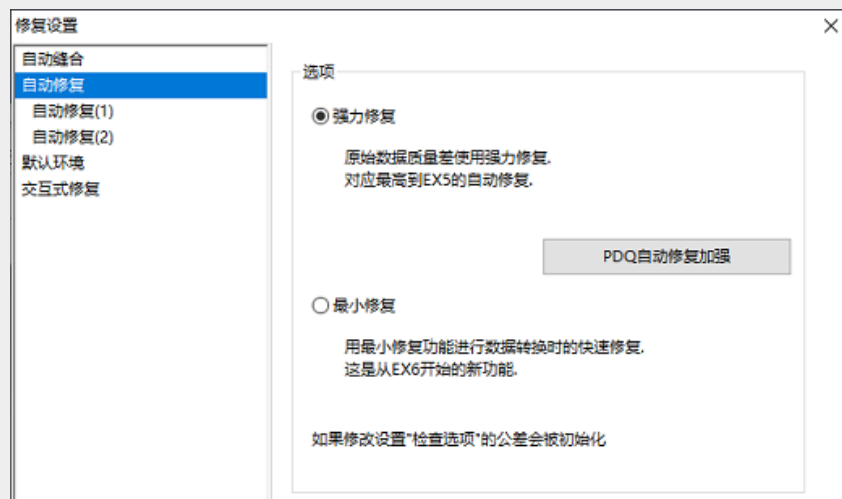 修复设置
自动缝合
自动修复
自动修复(1)
自动修复(2)
默认环境
交互式修复
选项
强力修复
原始数据质量差使用强力修复.
对应最高到EX5的自动修复.
PDQ自动修复加强
最小修复
用最小修复功能进行数据转换时的快速修复.
这是从EX6开始的新功能.
如果修改设置"检查选项"的公差会被初始化